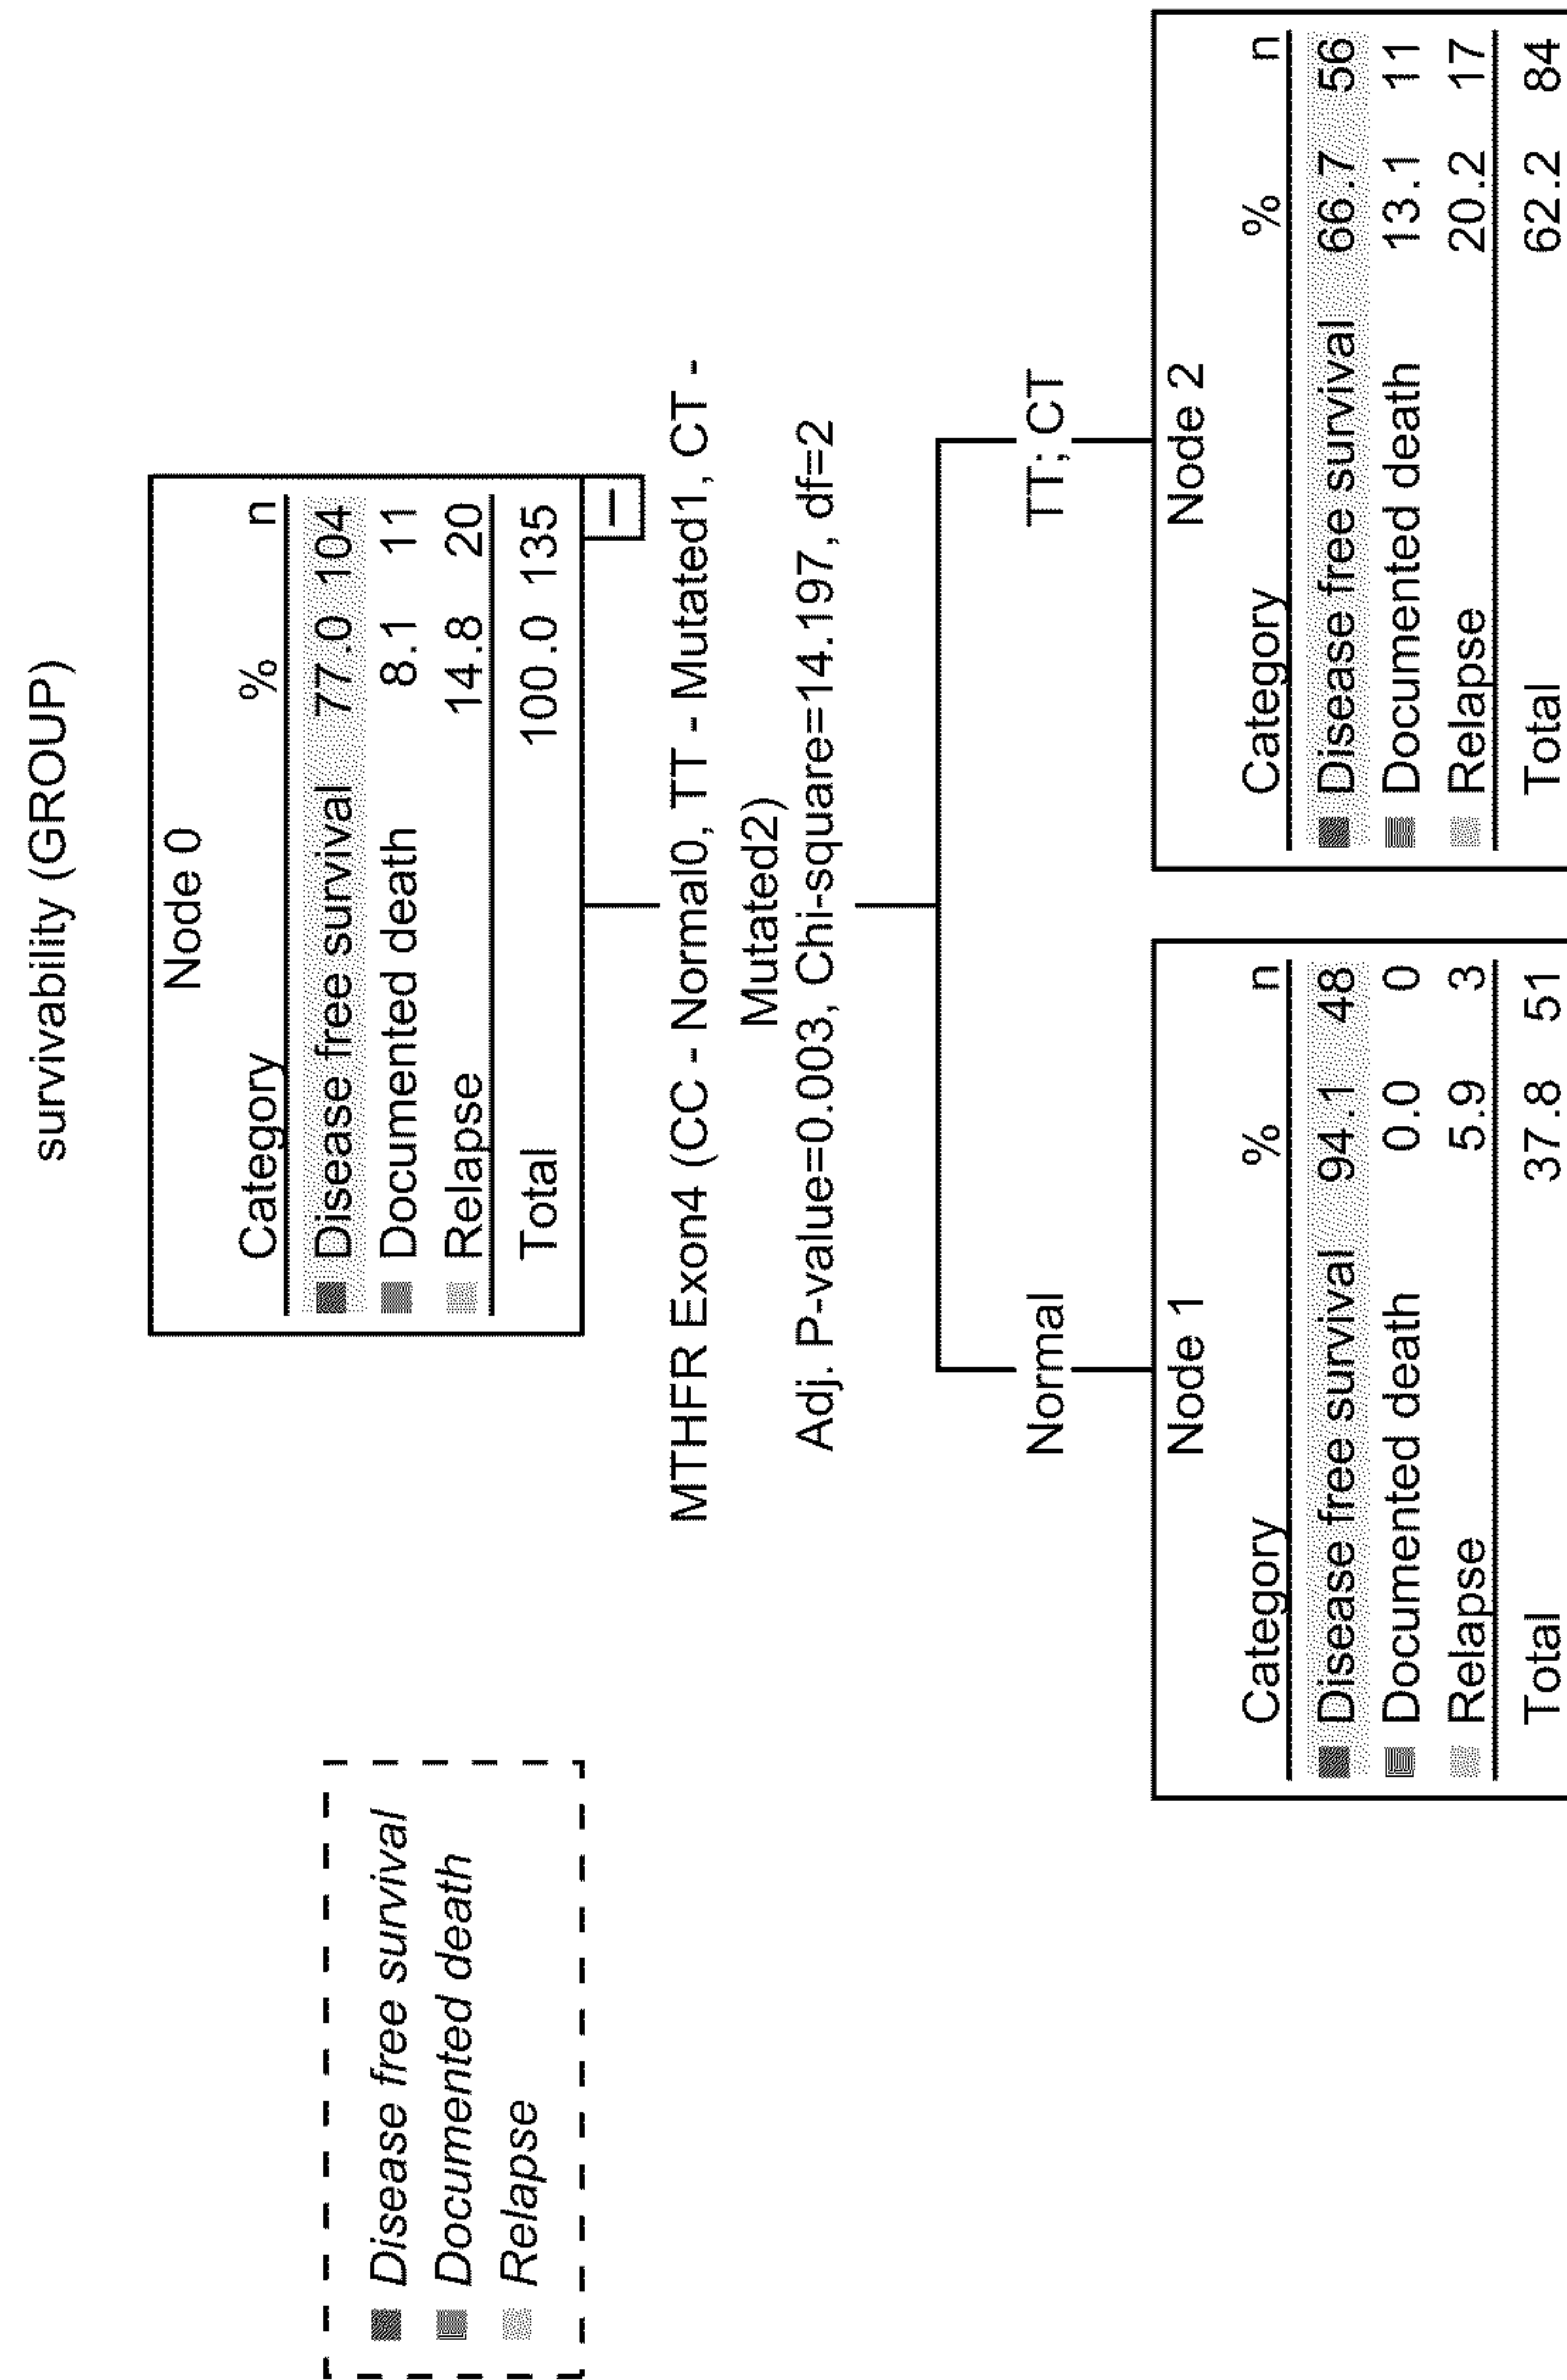 survivability (GROUP)
Disease free survival
Documented death
Relapse
Node 0
Category % n
Disease free survival 77.0 104
Documented death 8.1 11
Relapse 14.8 20
Total 100.0 135
MTHFR Exon4 (CC - Normal0, TT - Mutated1, CT -
Mutated2)
Adj. P-value=0.003, Chi-square=14.197, df=2
Normal
TT; CT
Node 1
Category % n
Disease free survival 94.1 48
Documented death 0.0 0
Relapse 5.9 3
Total 37.8 51
Node 2
Category % n
Disease free survival 66.7 56
Documented death 13.1 11
Relapse 20.2 17
Total 62.2 84